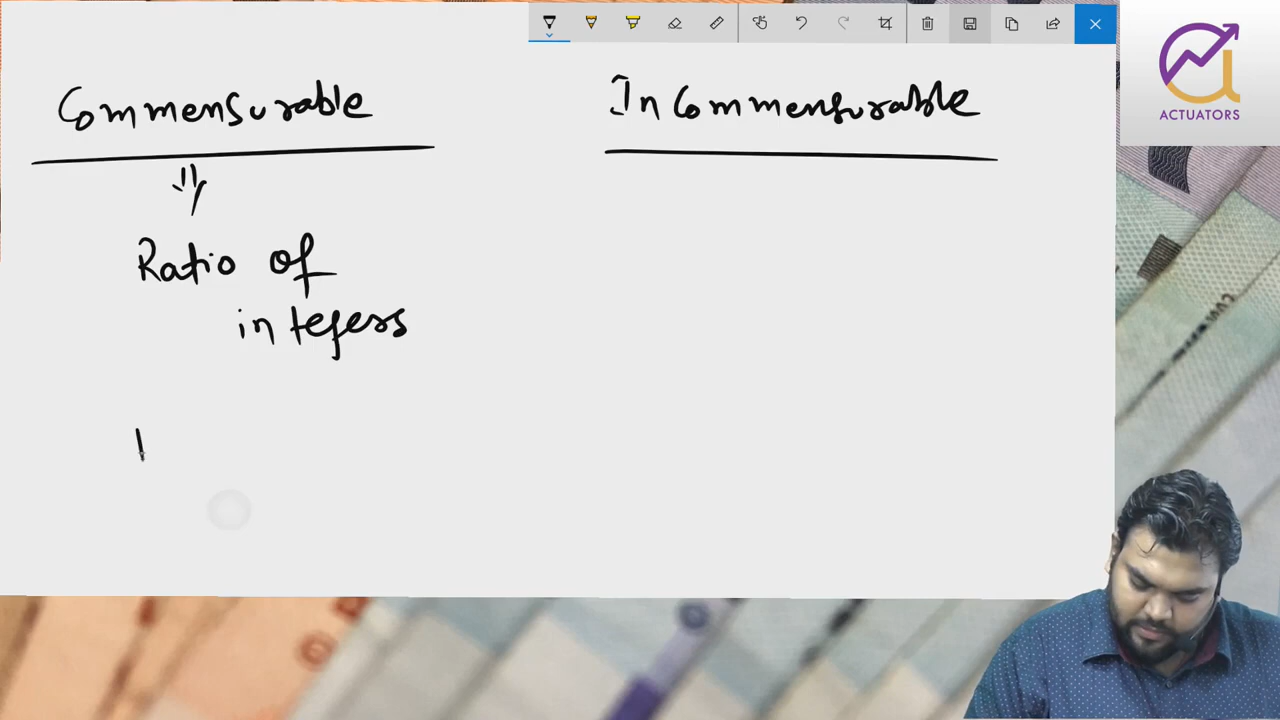 Commensurable
InCommensurable
Ratio of
integers
ACTUATORS